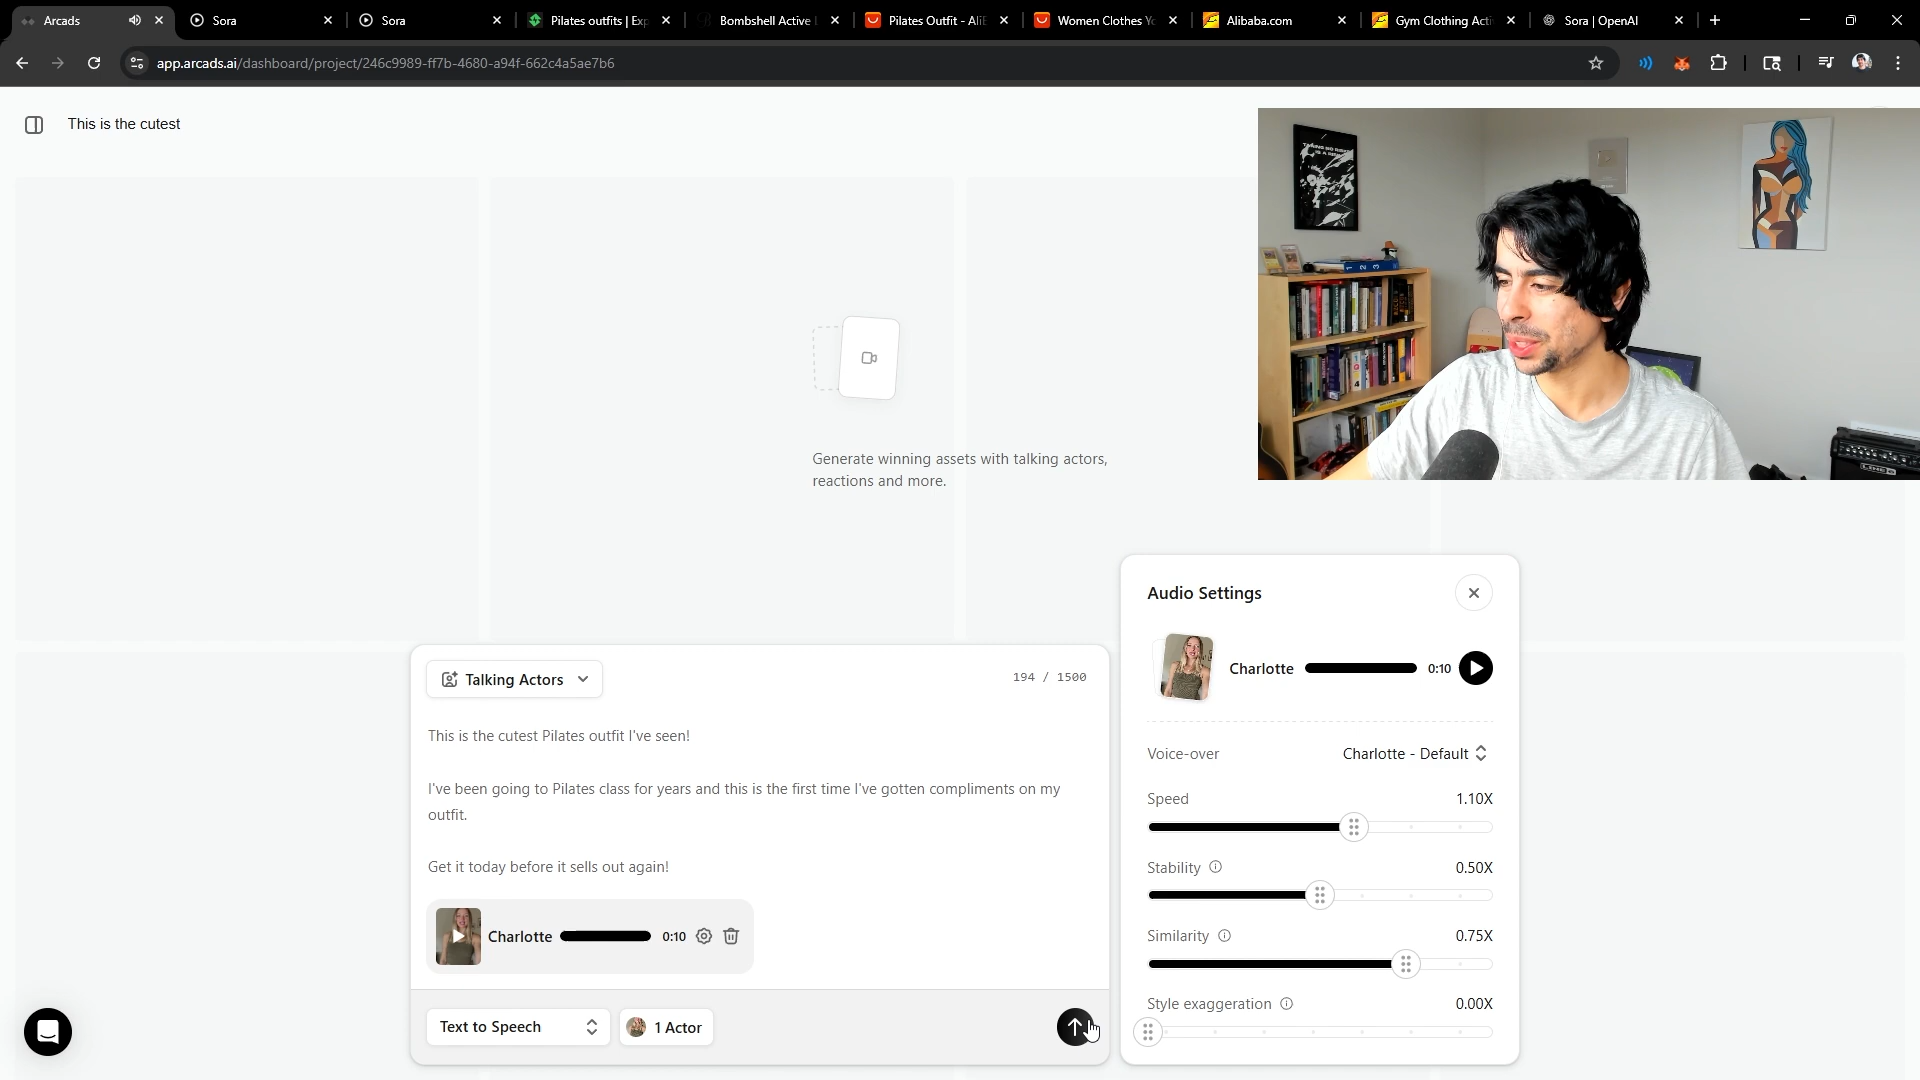 Arcads
Sora
Sora
Pilates outfits | Exp
Bombshell Active
Pilates Outfit - AliE
Women Clothes Yo
Alibaba.com
Gym Clothing Acti
Sora | OpenAI
app.arcads.ai/dashboard/project/246c9989-ff7b-4680-a94f-662c4a5ae7b6
This is the cutest
Generate winning assets with talking actors,
reactions and more.
Talking Actors
194 / 1500
This is the cutest Pilates outfit I've seen!
I've been going to Pilates class for years and this is the first time I've gotten compliments on my
outfit.
Get it today before it sells out again!
Charlotte 0:10
Text to Speech
1 Actor
Audio Settings
Charlotte 0:10
Voice-over Charlotte - Default
Speed 1.10X
Stability 0.50X
Similarity 0.75X
Style exaggeration 0.00X